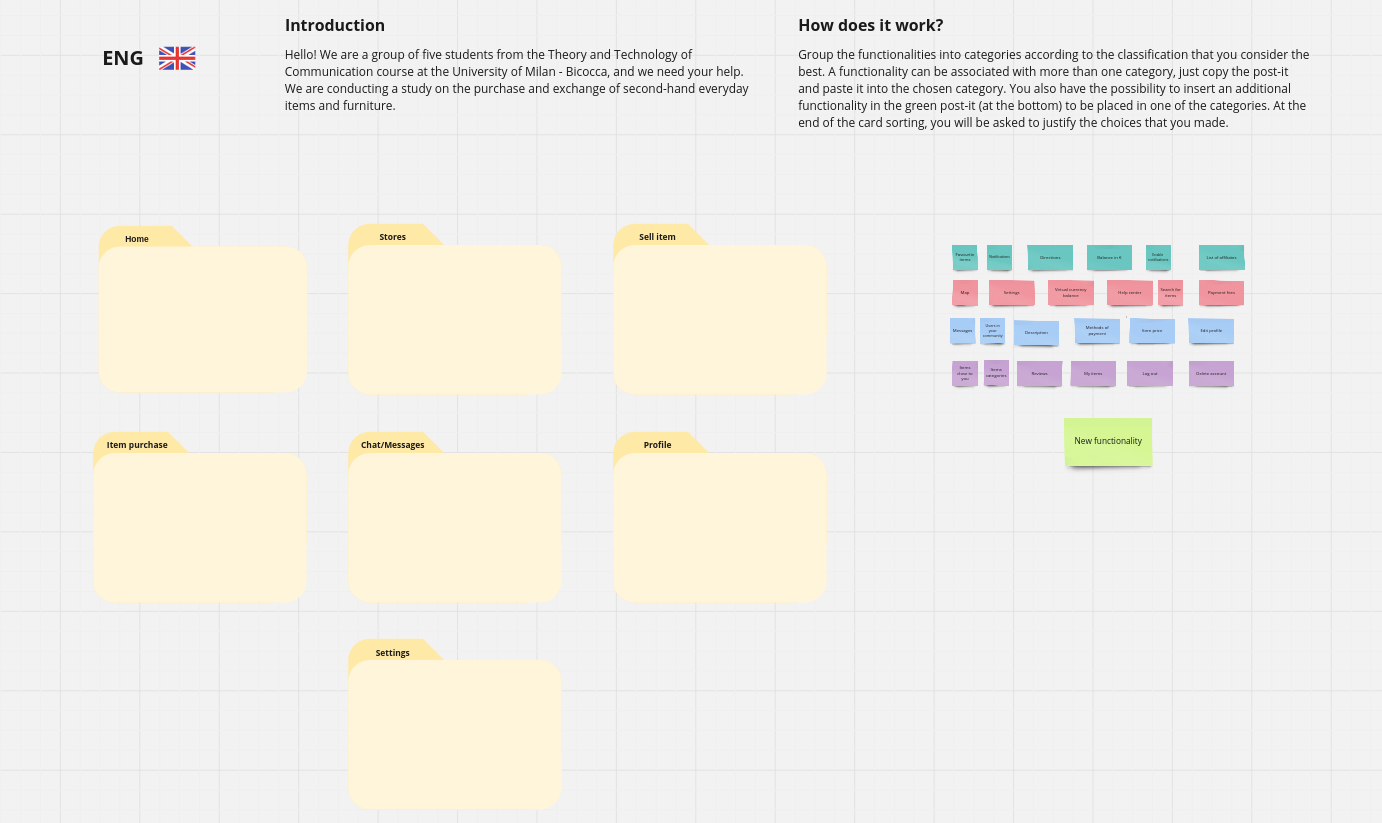 ENG
Introduction
Hello! We are a group of five students from the Theory and Technology of
Communication course at the University of Milan - Bicocca, and we need your help.
We are conducting a study on the purchase and exchange of second-hand everyday
items and furniture.
How does it work?
Group the functionalities into categories according to the classification that you consider the
best. A functionality can be associated with more than one category, just copy the post-it
and paste it into the chosen category. You also have the possibility to insert an additional
functionality in the green post-it (at the bottom) to be placed in one of the categories. At the
end of the card sorting, you will be asked to justify the choices that you made.
Home
Stores
Sell item
Item purchase
Chat/Messages
Profile
Settings
Favourite
items
Notification
Directions
Balance in €
List of affiliates
Map
Settings
Virtual currency
balance
Help center
Search for
items
Payment fees
Messages
Items in
your
community
Description
Methods of
payment
Item price
Edit profile
Items
close to
you
Items
categories
Reviews
My items
Log out
Delete account
New functionality